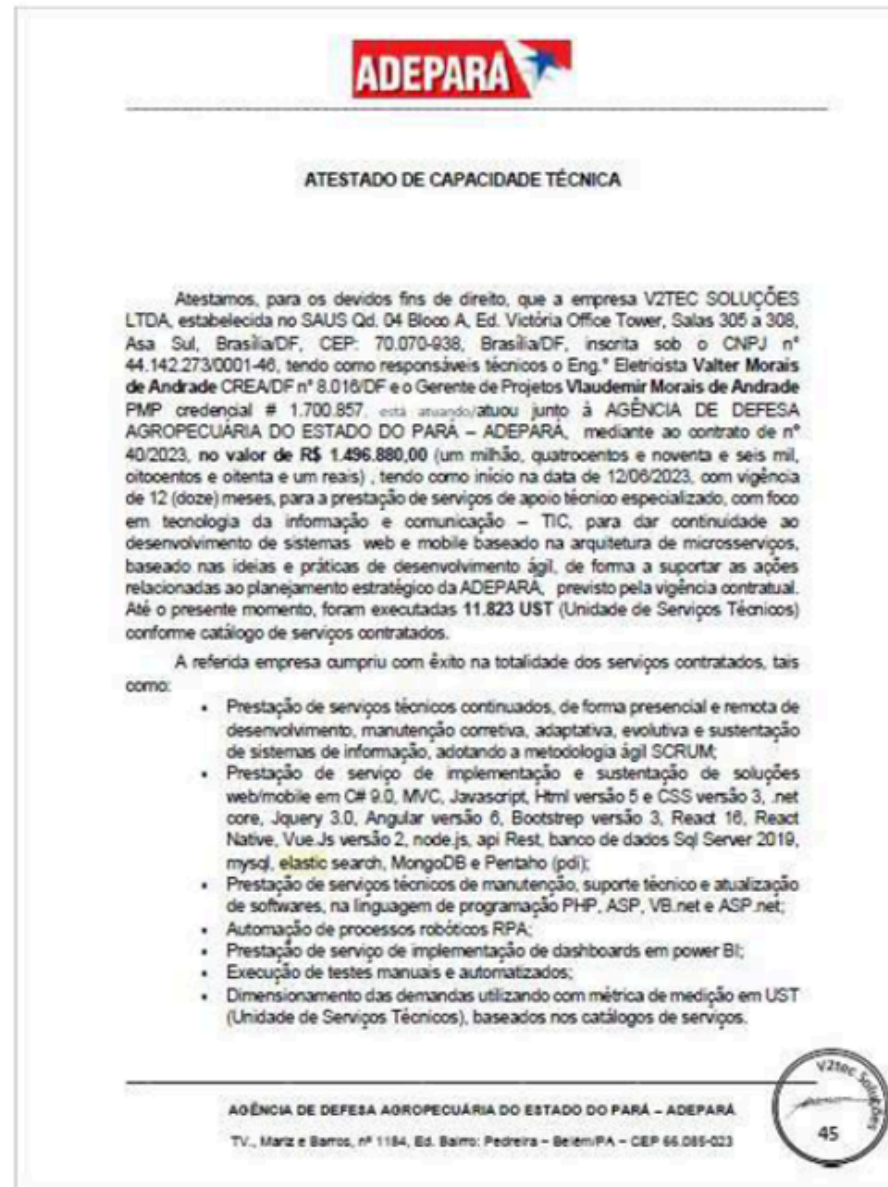 ADEPARÁ
ATESTADO DE CAPACIDADE TÉCNICA
Atestamos, para os devidos fins de direito, que a empresa V2TEC SOLUÇÕES
LTDA, estabelecida no SAUS Qd. 04 Bloco A, Ed. Victória Office Tower, Salas 305 a 308,
Asa Sul, Brasília/DF, CEP: 70.070-938, Brasília/DF, inscrita sob o CNPJ nº
44.142.273/0001-46, tendo como responsáveis técnicos o Eng.° Eletricista Valter Morais
de Andrade CREA/DF nº 8.016/DF e o Gerente de Projetos Vlaudemir Morais de Andrade
PMP credencial # 1.700.857, está atuando/atuou junto à AGÊNCIA DE DEFESA
AGROPECUÁRIA DO ESTADO DO PARÁ – ADEPARÁ, mediante ao contrato de nº
40/2023, no valor de R$ 1.496.880,00 (um milhão, quatrocentos e noventa e seis mil,
oitocentos e oitenta e um reais) , tendo como início na data de 12/06/2023, com vigência
de 12 (doze) meses, para a prestação de serviços de apoio técnico especializado, com foco
em tecnologia da informação e comunicação – TIC, para dar continuidade ao
desenvolvimento de sistemas web e mobile baseado na arquitetura de microsserviços,
baseado nas ideias e práticas de desenvolvimento ágil, de forma a suportar as ações
relacionadas ao planejamento estratégico da ADEPARÁ, previsto pela vigência contratual.
Até o presente momento, foram executadas 11.823 UST (Unidade de Serviços Técnicos)
conforme catálogo de serviços contratados.
A referida empresa cumpriu com êxito na totalidade dos serviços contratados, tais
como:
• Prestação de serviços técnicos continuados, de forma presencial e remota de
desenvolvimento, manutenção corretiva, adaptativa, evolutiva e sustentação
de sistemas de informação, adotando a metodologia ágil SCRUM;
• Prestação de serviço de implementação e sustentação de soluções
web/mobile em C# 9.0, MVC, Javascript, Html versão 5 e CSS versão 3, .net
core, Jquery 3.0, Angular versão 6, Bootstrep versão 3, React 16, React
Native, Vue.Js versão 2, node.js, api Rest, banco de dados Sql Server 2019,
mysql, elastic search, MongoDB e Pentaho (pdi);
• Prestação de serviços técnicos de manutenção, suporte técnico e atualização
de softwares, na linguagem de programação PHP, ASP, VB.net e ASP.net;
• Automação de processos robóticos RPA;
• Prestação de serviço de implementação de dashboards em power BI;
• Execução de testes manuais e automatizados;
• Dimensionamento das demandas utilizando com métrica de medição em UST
(Unidade de Serviços Técnicos), baseados nos catálogos de serviços.
AGÊNCIA DE DEFESA AGROPECUÁRIA DO ESTADO DO PARÁ – ADEPARÁ
TV., Mariz e Barros, nº 1184, Ed. Bairro: Pedreira – Belém/PA – CEP 66.085-023
V2tec Soluções
45